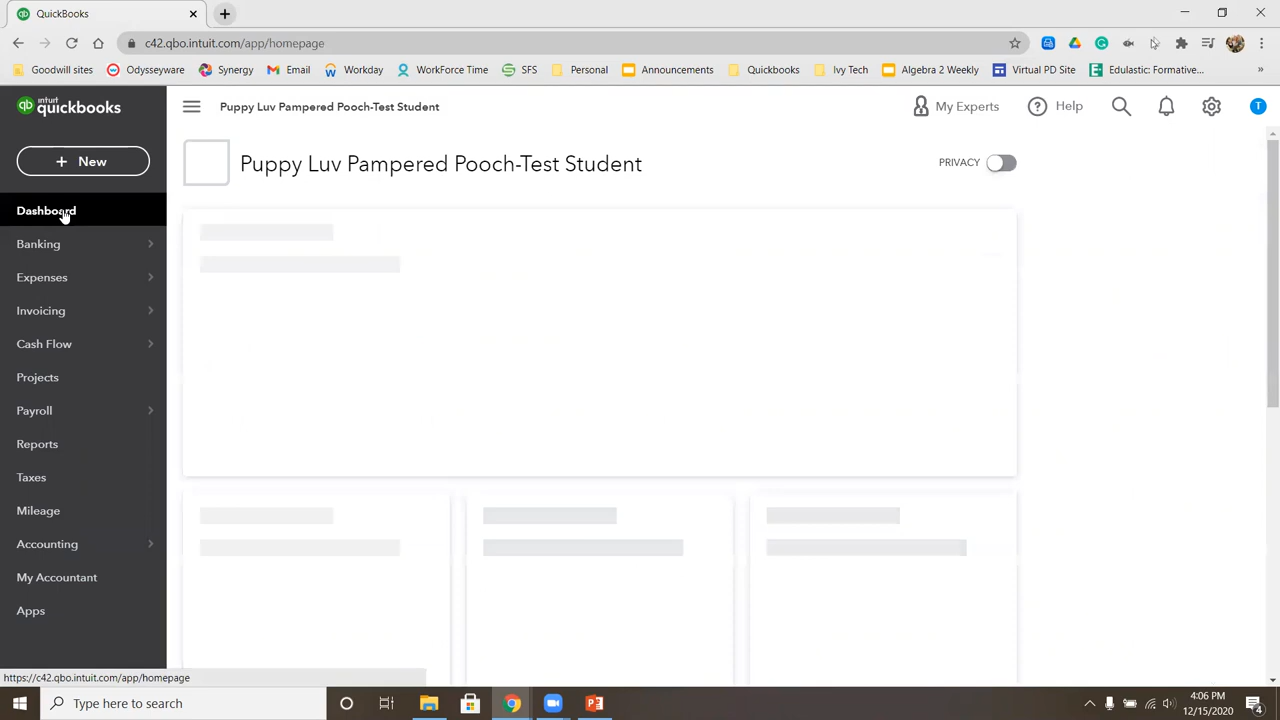 QuickBooks
c42.qbo.intuit.com/app/homepage
Goodwill sites Odysseyware Synergy Email Workday WorkForce Time SFS Personal Announcements Quickbooks Ivy Tech Algebra 2 Weekly Virtual PD Site Edulastic: Formative... »
intuit quickbooks
Puppy Luv Pampered Pooch-Test Student
My Experts
Help
T
+ New
Puppy Luv Pampered Pooch-Test Student
PRIVACY
Dashboard
Banking
Expenses
Invoicing
Cash Flow
Projects
Payroll
Reports
Taxes
Mileage
Accounting
My Accountant
Apps
https://c42.qbo.intuit.com/app/homepage
Type here to search
4:06 PM
12/15/2020
4